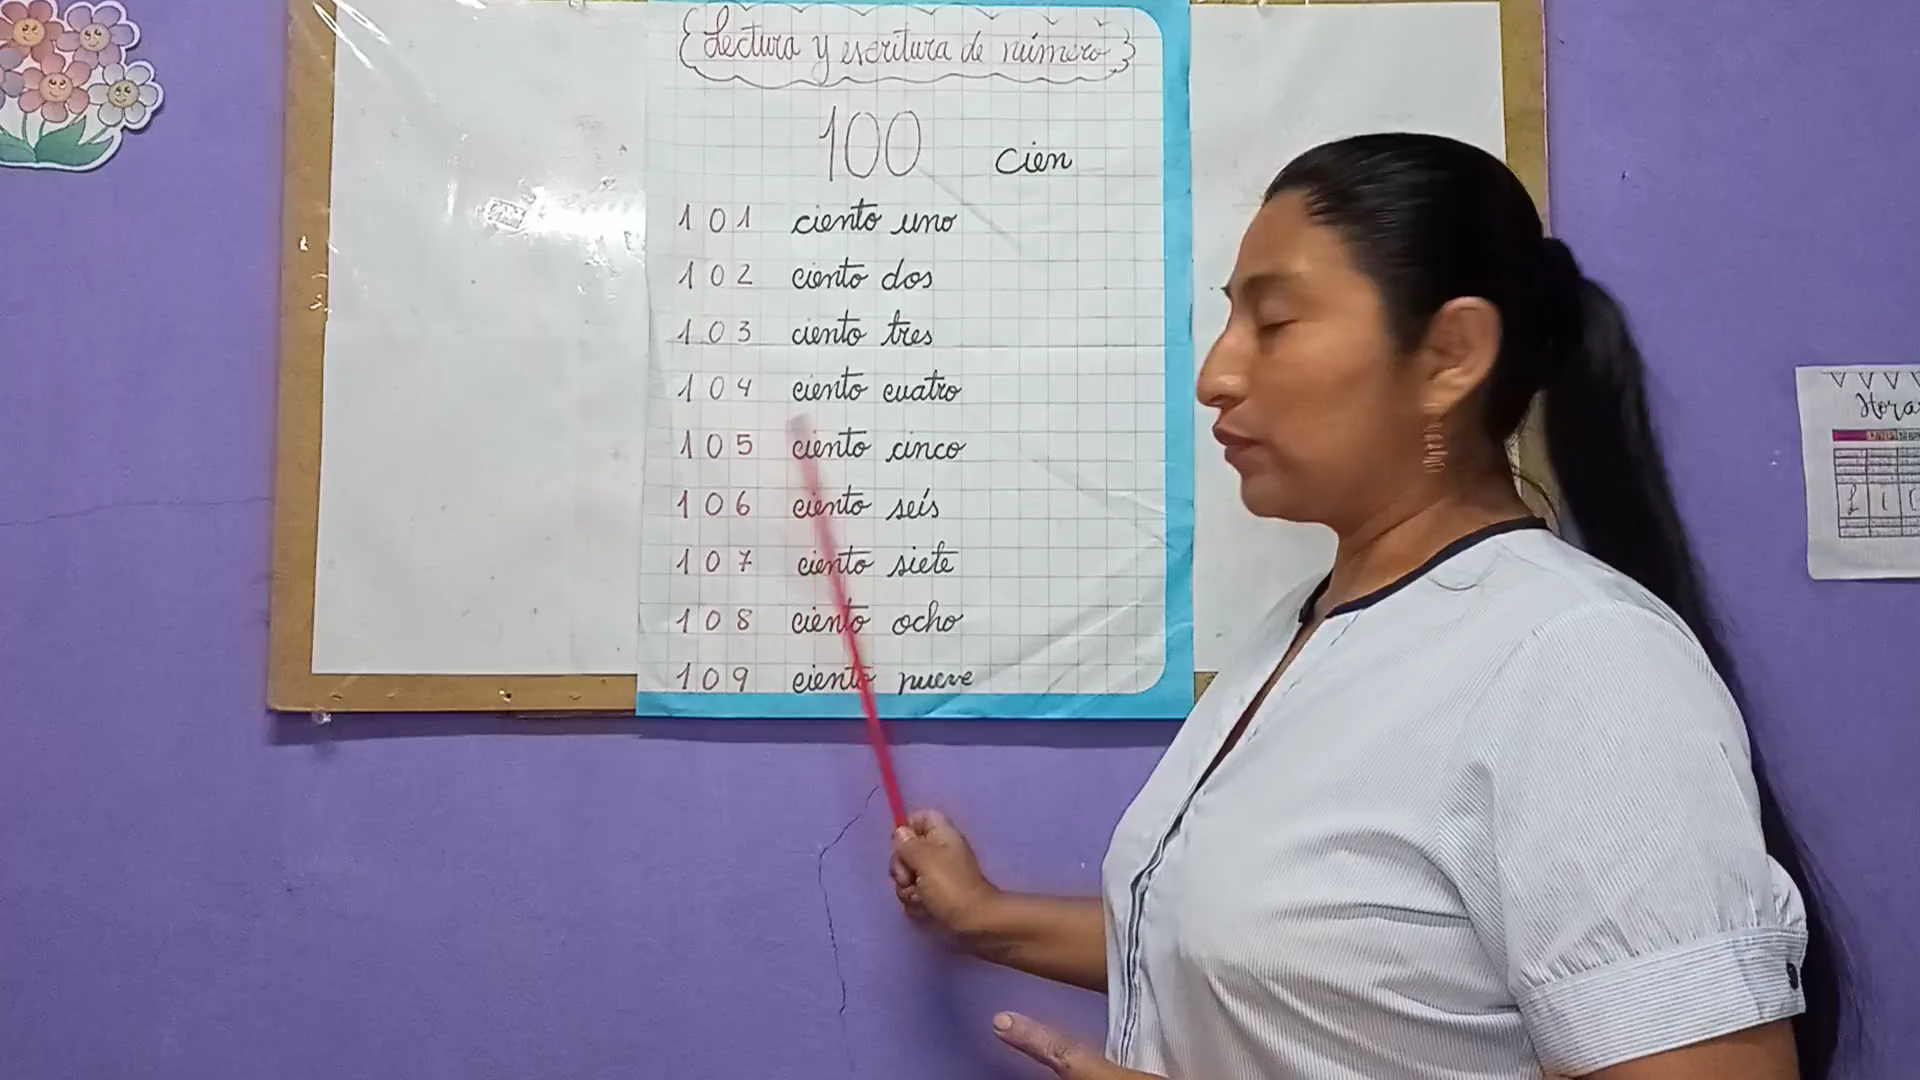 Lectura y escritura de número
100 cien
101 ciento uno
102 ciento dos
103 ciento tres
104 ciento cuatro
105 ciento cinco
106 ciento seís
107 ciento siete
108 ciento ocho
109 ciento nueve
Hora